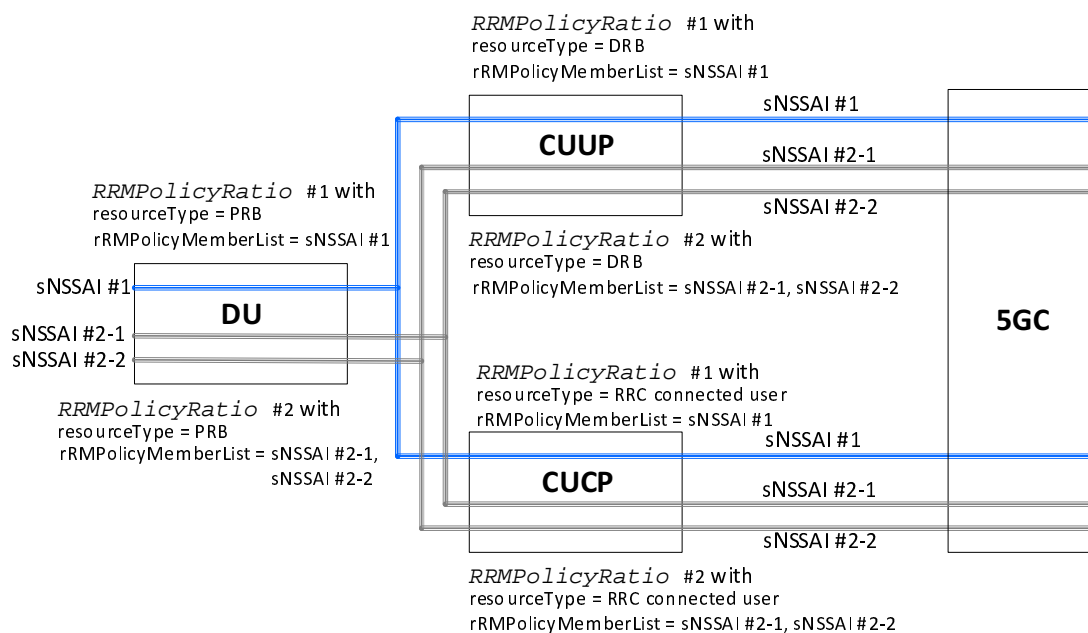 RRMPolicyRatio #1 with
resourceType = DRB
rRMPolicyMemberList = sNSSAI #1
CUUP
sNSSAI #1
sNSSAI #2-1
sNSSAI #2-2
RRMPolicyRatio #1 with
resourceType = PRB
rRMPolicyMemberList = sNSSAI #1
sNSSAI #1
DU
sNSSAI #2-1
sNSSAI #2-2
RRMPolicyRatio #2 with
resourceType = DRB
rRMPolicyMemberList = sNSSAI #2-1, sNSSAI #2-2
5GC
RRMPolicyRatio #2 with
resourceType = PRB
rRMPolicyMemberList = sNSSAI #2-1,
sNSSAI #2-2
RRMPolicyRatio #1 with
resourceType = RRC connected user
rRMPolicyMemberList = sNSSAI #1
CUCP
sNSSAI #1
sNSSAI #2-1
sNSSAI #2-2
RRMPolicyRatio #2 with
resourceType = RRC connected user
rRMPolicyMemberList = sNSSAI #2-1, sNSSAI #2-2